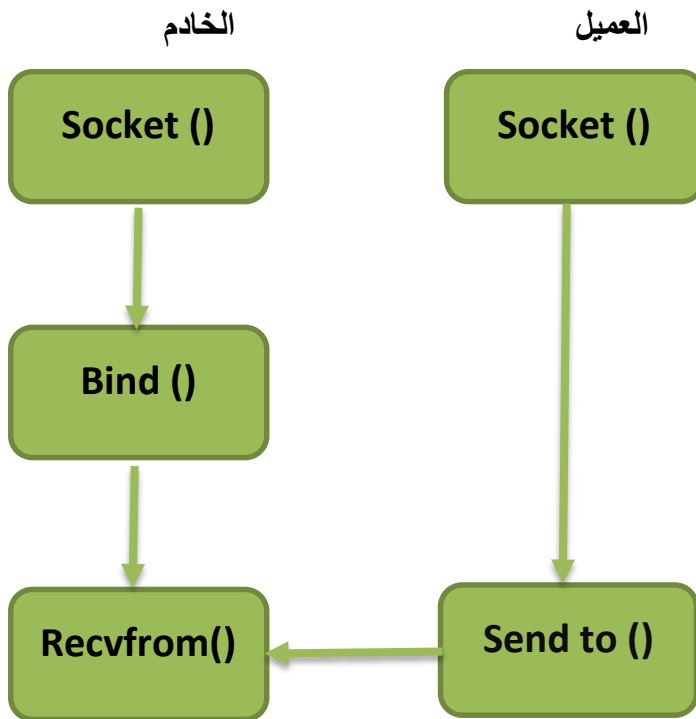 الخادم
العميل
Socket ()
Socket ()
Bind ()
Recvfrom()
Send to ()